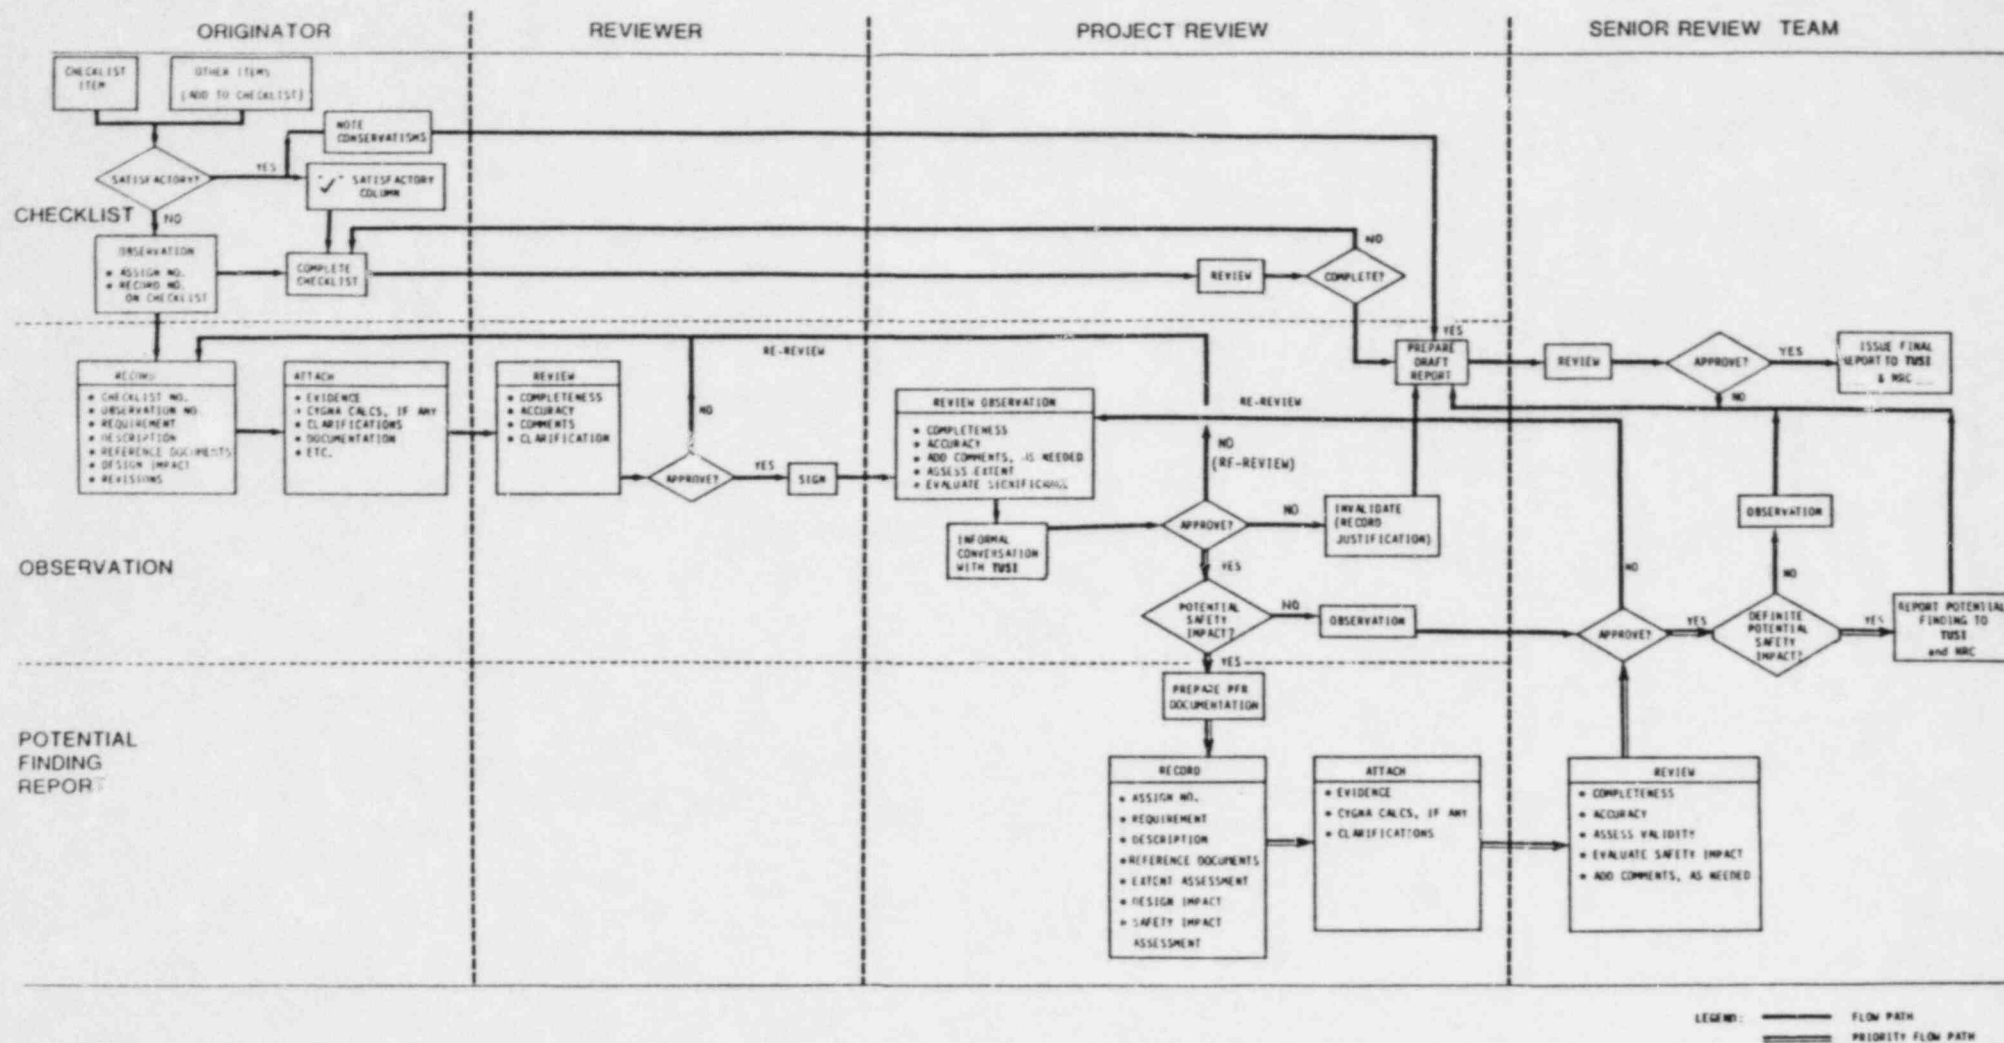 ORIGINATOR
REVIEWER
PROJECT REVIEW
SENIOR REVIEW TEAM
CHECKLIST
ITEM
OTHER ITEMS
(ADD TO CHECKLIST)
NOTE
CONSERVATISMS
SATISFACTORY?
YES
"✓" SATISFACTORY
COLUMN
CHECKLIST
NO
OBSERVATION
* ASSIGN NO.
* RECORD NO.
ON CHECKLIST
COMPLETE
CHECKLIST
REVIEW
COMPLETE?
NO
YES
RE-REVIEW
PREPARE
DRAFT
REPORT
REVIEW
APPROVE?
YES
NO
ISSUE FINAL
REPORT TO TUSI
& NRC
RECORD
* CHECKLIST NO.
* OBSERVATION NO.
* REQUIREMENT
* DESCRIPTION
* REFERENCE DOCUMENTS
* DESIGN IMPACT
* REVISIONS
ATTACH
* EVIDENCE
* CYGNA CALCS, IF ANY
* CLARIFICATIONS
* DOCUMENTATION
* ETC.
REVIEW
* COMPLETENESS
* ACCURACY
* COMMENTS
* CLARIFICATION
NO
APPROVE?
YES
SIGN
REVIEW OBSERVATION
* COMPLETENESS
* ACCURACY
* ADD COMMENTS, AS NEEDED
* ASSESS EXTENT
* EVALUATE SIGNIFICANCE
RE-REVIEW
NO
(RE-REVIEW)
INFORMAL
CONVERSATION
WITH TUSI
APPROVE?
NO
INVALIDATE
(RECORD
JUSTIFICATION)
YES
OBSERVATION
POTENTIAL
SAFETY
IMPACT?
NO
OBSERVATION
YES
NO
APPROVE?
YES
DEFINITE
POTENTIAL
SAFETY
IMPACT?
NO
OBSERVATION
YES
REPORT POTENTIAL
FINDING TO
TUSI
and NRC
POTENTIAL
FINDING
REPORT
PREPARE PFR
DOCUMENTATION
RECORD
* ASSIGN NO.
* REQUIREMENT
* DESCRIPTION
* REFERENCE DOCUMENTS
* EXTENT ASSESSMENT
* DESIGN IMPACT
* SAFETY IMPACT
ASSESSMENT
ATTACH
* EVIDENCE
* CYGNA CALCS, IF ANY
* CLARIFICATIONS
REVIEW
* COMPLETENESS
* ACCURACY
* ASSESS VALIDITY
* EVALUATE SAFETY IMPACT
* ADD COMMENTS, AS NEEDED
LEGEND:
FLOW PATH
PRIORITY FLOW PATH